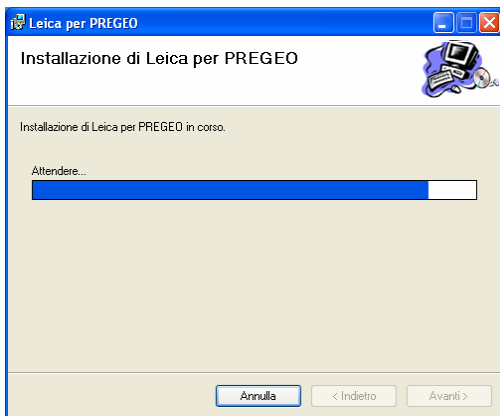 Leica per PREGEO
Installazione di Leica per PREGEO
Installazione di Leica per PREGEO in corso.
Attendere...
Annulla
< Indietro
Avanti >